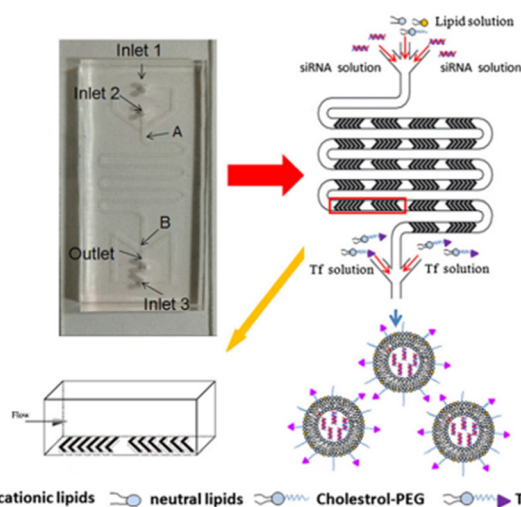 Inlet 1
Inlet 2
A
B
Outlet
Inlet 3
Lipid solution
siRNA solution
siRNA solution
Tf solution
Tf solution
Flow
cationic lipids
neutral lipids
Cholestrol-PEG
T